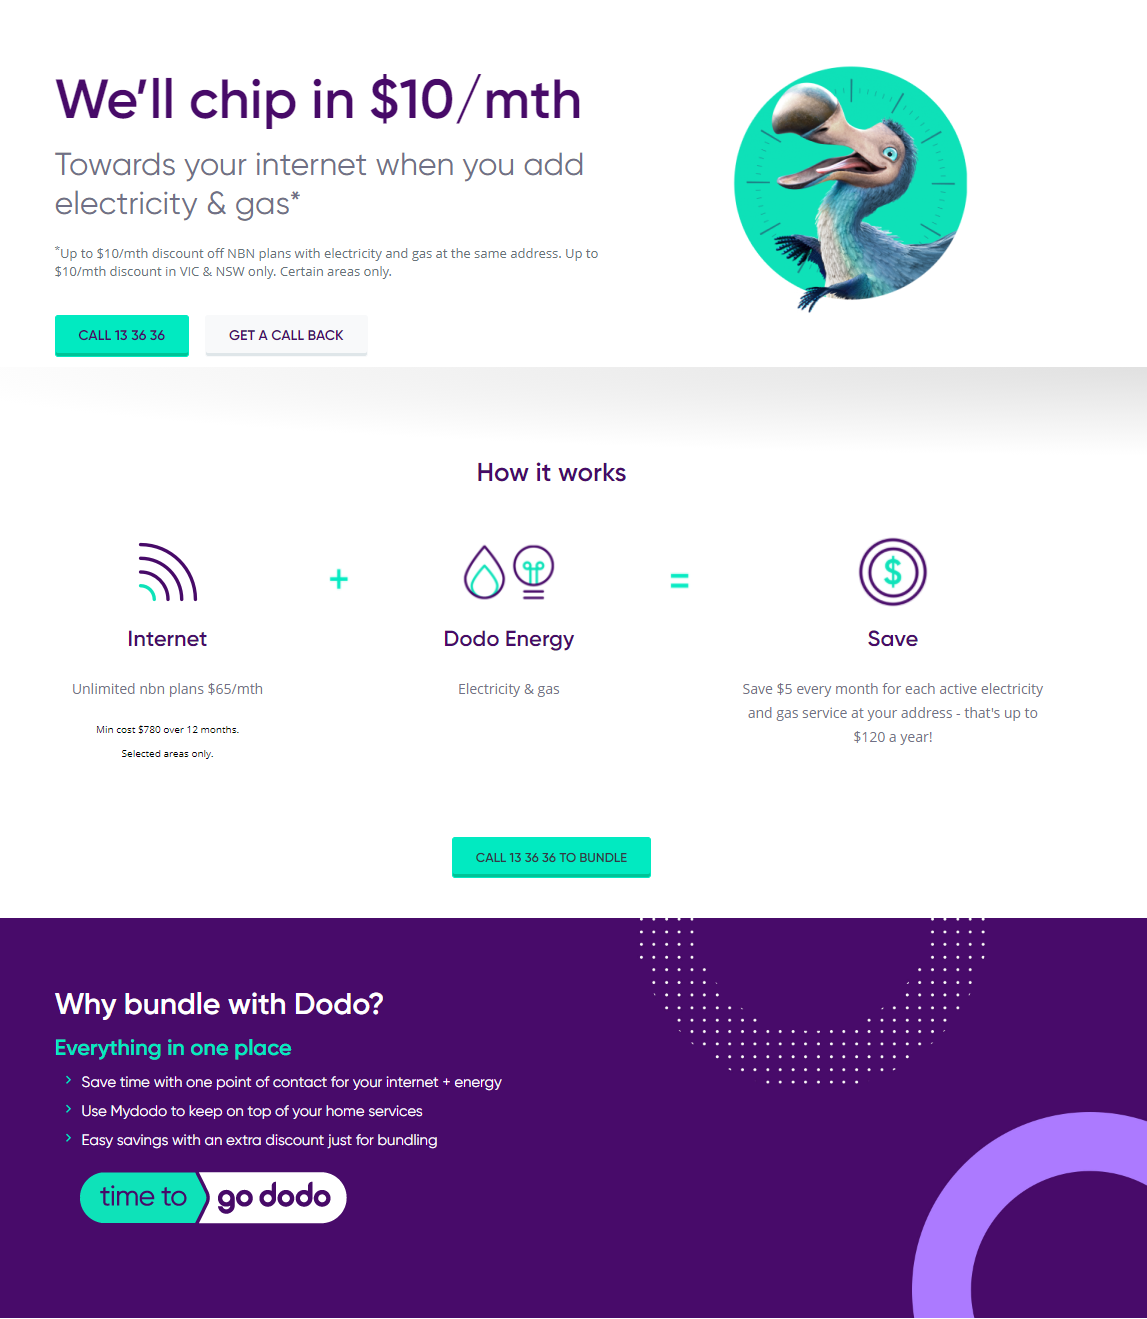 We'll chip in $10/mth
Towards your internet when you add
electricity & gas*
*Up to $10/mth discount off NBN plans with electricity and gas at the same address. Up to
$10/mth discount in VIC & NSW only. Certain areas only.
CALL 13 36 36
GET A CALL BACK
How it works
+
=
$
Internet
Dodo Energy
Save
Unlimited nbn plans $65/mth
Electricity & gas
Save $5 every month for each active electricity
and gas service at your address - that's up to
$120 a year!
Min cost $780 over 12 months.
Selected areas only.
CALL 13 36 36 TO BUNDLE
Why bundle with Dodo?
Everything in one place
Save time with one point of contact for your internet + energy
Use Mydodo to keep on top of your home services
Easy savings with an extra discount just for bundling
time to go dodo